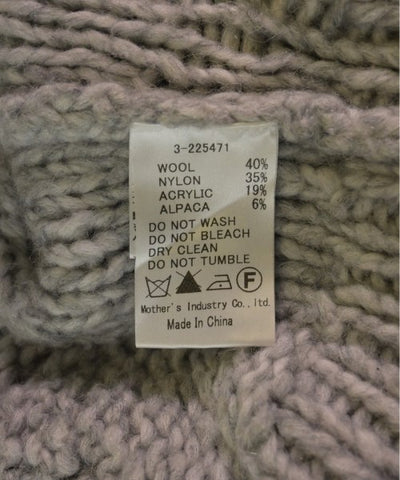 3-225471
WOOL 40%
NYLON 35%
ACRYLIC 19%
ALPACA 6%
DO NOT WASH
DO NOT BLEACH
DRY CLEAN
DO NOT TUMBLE
F
Mother's Industry Co., ltd.
Made In China